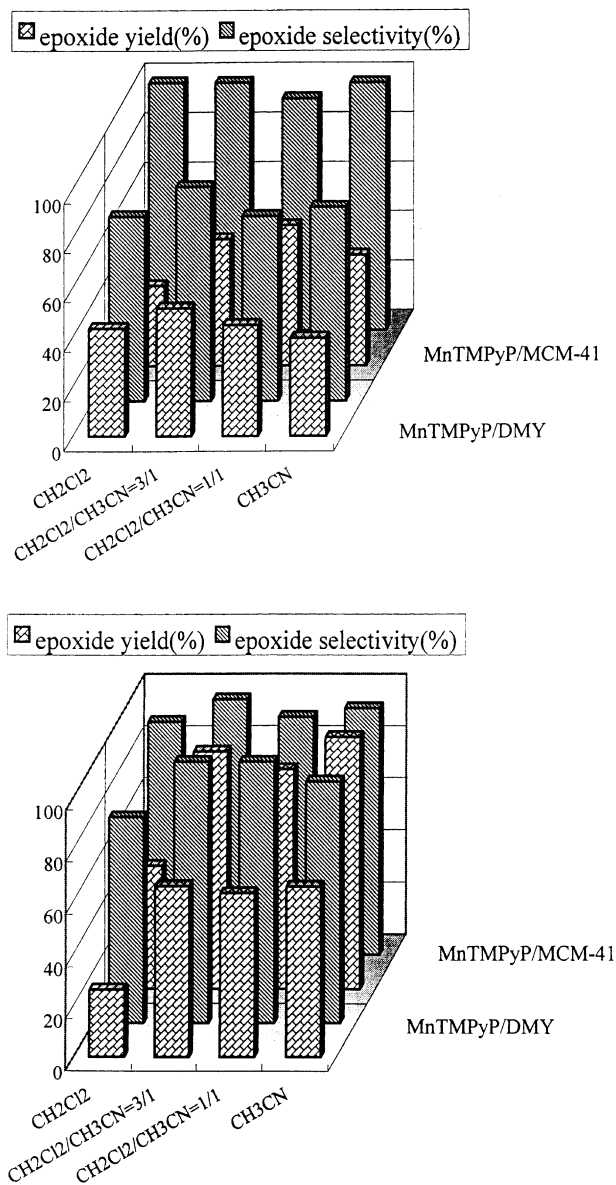 epoxide yield(%) epoxide selectivity(%)
100
80
60
40
20
0
MnTMPyP/MCM-41
MnTMPyP/DMY
CH2Cl2
CH2Cl2/CH3CN=3/1
CH2Cl2/CH3CN=1/1
CH3CN
epoxide yield(%) epoxide selectivity(%)
100
80
60
40
20
0
MnTMPyP/MCM-41
MnTMPyP/DMY
CH2Cl2
CH2Cl2/CH3CN=3/1
CH2Cl2/CH3CN=1/1
CH3CN